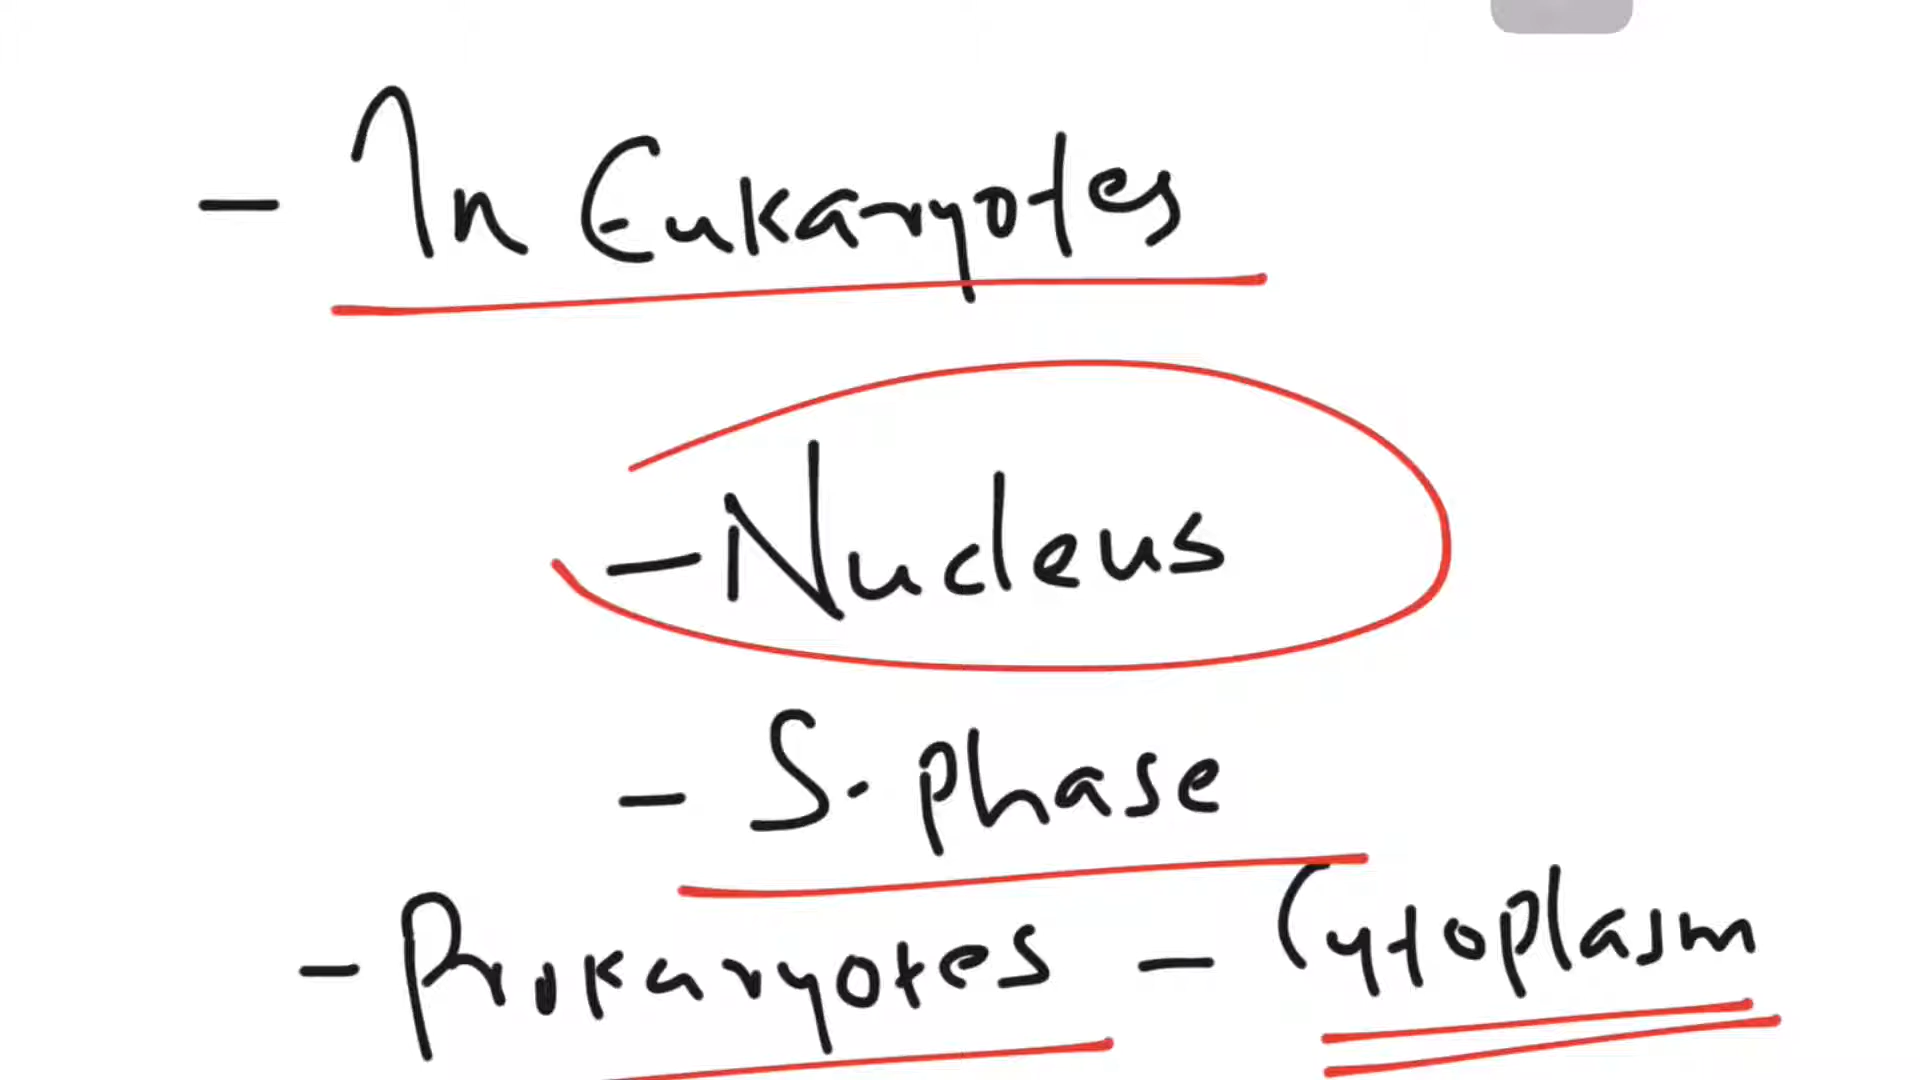 - In Eukaryotes
- Nucleus
- S. phase
- Prokaryotes - Cytoplasm